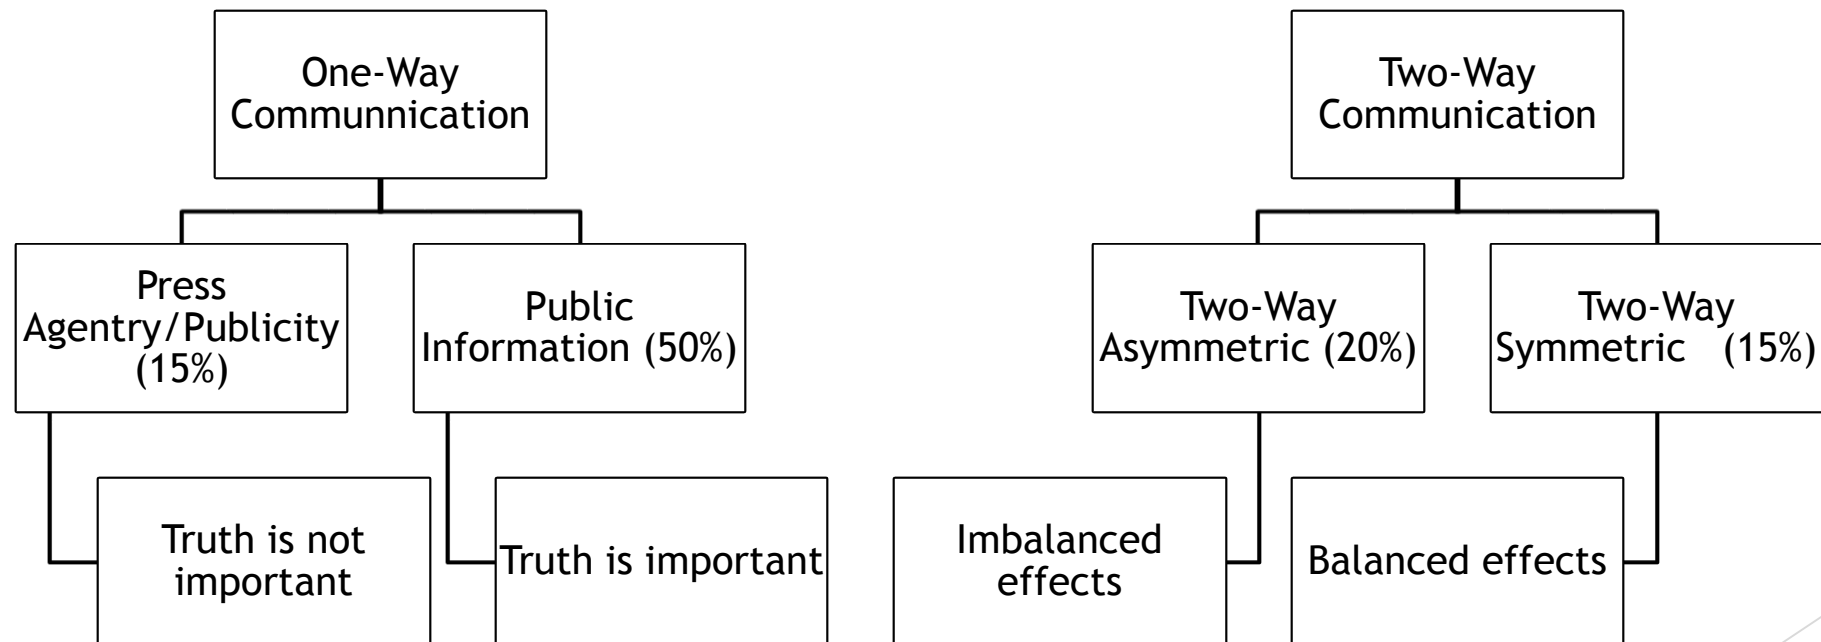 One-Way
Communnication
Two-Way
Communication
Press
Agentry/Publicity
(15%)
Public
Information (50%)
Two-Way
Asymmetric (20%)
Two-Way
Symmetric (15%)
Truth is not
important
Truth is important
Imbalanced
effects
Balanced effects